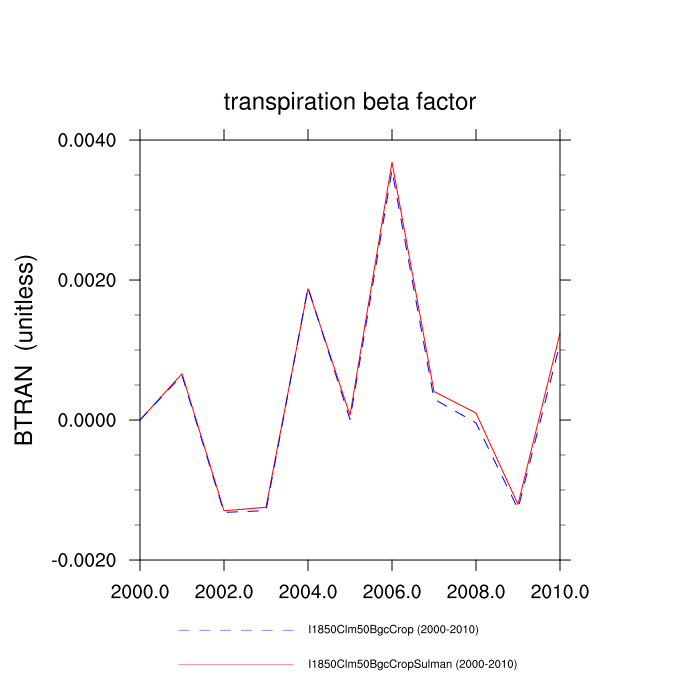 transpiration beta factor
0.0040
0.0020
0.0000
-0.0020
BTRAN (unitless)
2000.0 2002.0 2004.0 2006.0 2008.0 2010.0
I1850Clm50BgcCrop (2000-2010)
I1850Clm50BgcCropSulman (2000-2010)